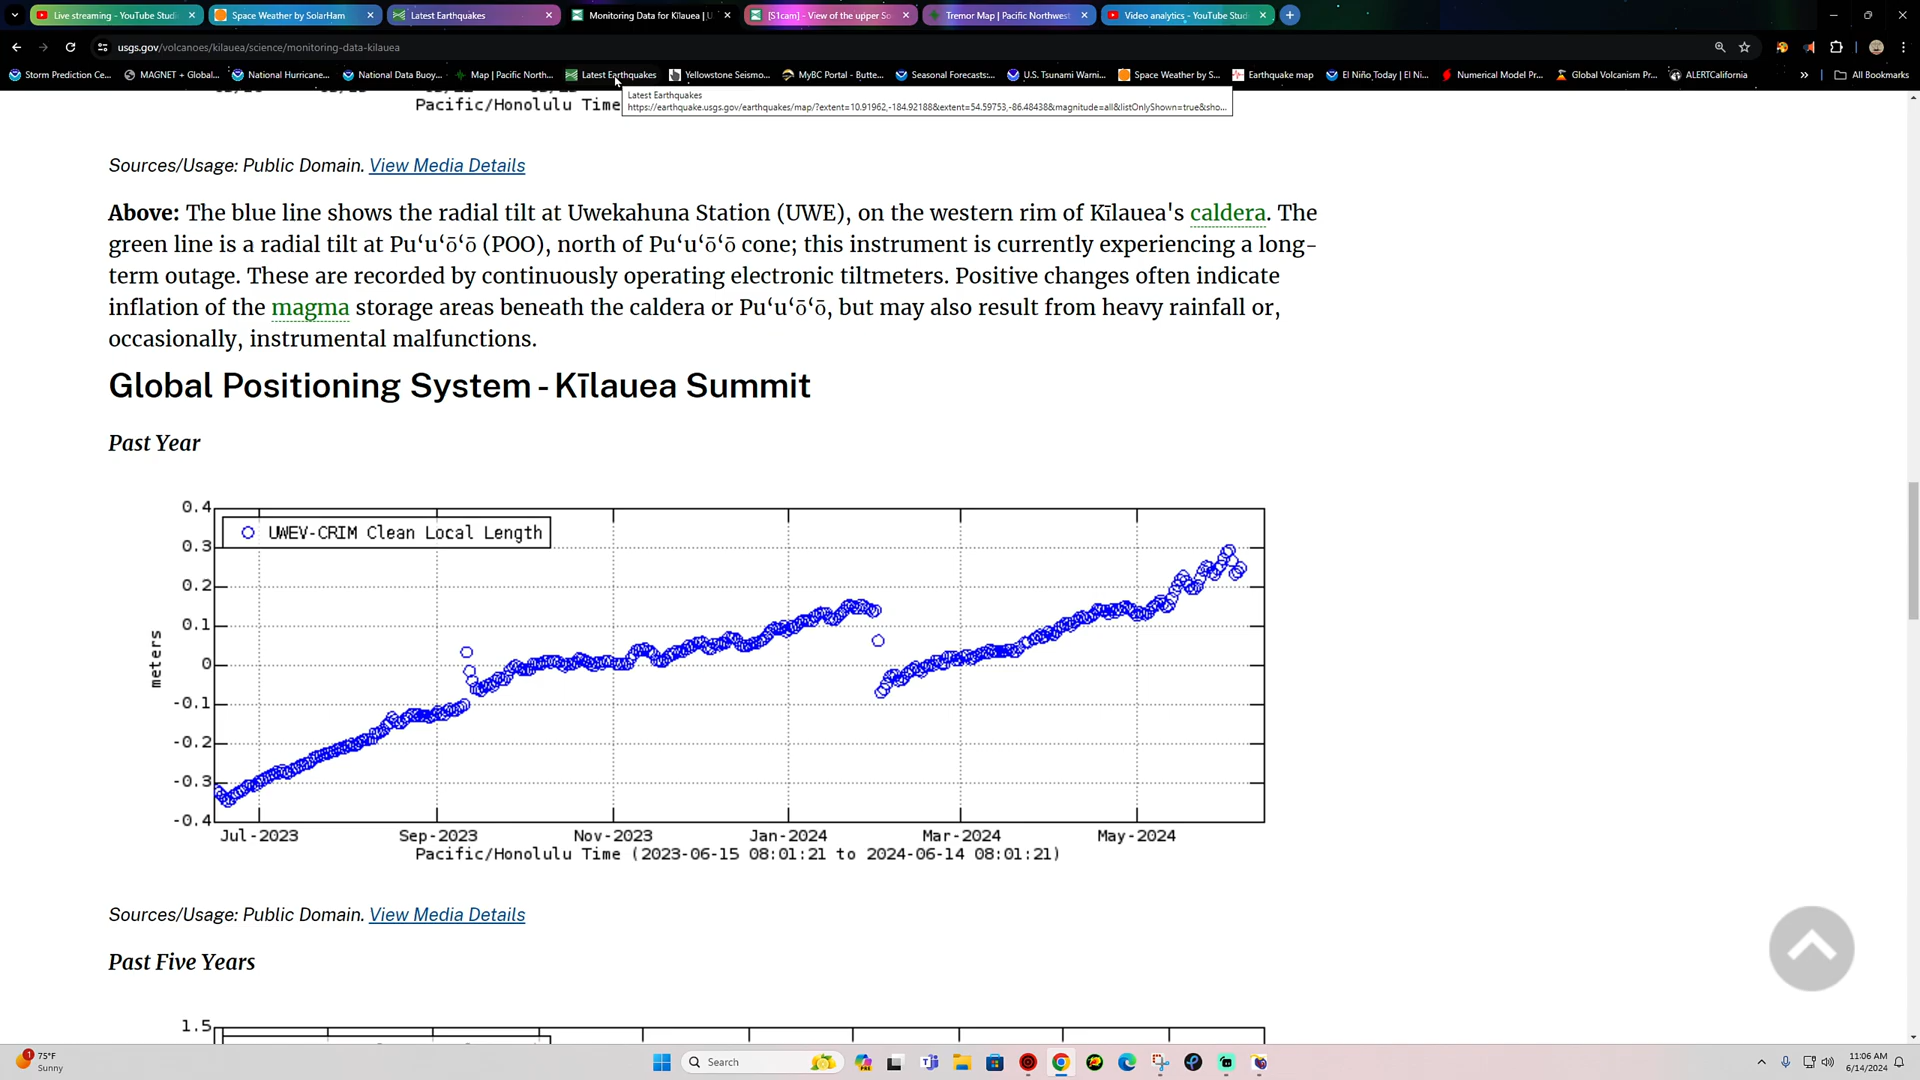 Live streaming - YouTube Studi
Space Weather by SolarHam
Latest Earthquakes
Monitoring Data for Kīlauea | U
[S1cam] - View of the upper So
Tremor Map | Pacific Northwest
Video analytics - YouTube Stud
usgs.gov/volcanoes/kilauea/science/monitoring-data-kilauea
Storm Prediction Ce...
MAGNET + Global...
National Hurricane...
National Data Buoy...
Map | Pacific North...
Latest Earthquakes
Yellowstone Seismo...
MyBC Portal - Butte...
Seasonal Forecasts:...
U.S. Tsunami Warni...
Space Weather by S...
Earthquake map
El Niño Today | El Ni...
Numerical Model Pr...
Global Volcanism Pr...
ALERTCalifornia
»
All Bookmarks
Latest Earthquakes
https://earthquake.usgs.gov/earthquakes/map/?extent=10.91962,-184.92188&extent=54.59753,-86.48438&magnitude=all&listOnlyShown=true&sho...
Pacific/Honolulu Time
Sources/Usage: Public Domain. View Media Details
Above: The blue line shows the radial tilt at Uwekahuna Station (UWE), on the western rim of Kīlauea's caldera. The
green line is a radial tilt at Pu‘u‘ō‘ō (POO), north of Pu‘u‘ō‘ō cone; this instrument is currently experiencing a long-
term outage. These are recorded by continuously operating electronic tiltmeters. Positive changes often indicate
inflation of the magma storage areas beneath the caldera or Pu‘u‘ō‘ō, but may also result from heavy rainfall or,
occasionally, instrumental malfunctions.
Global Positioning System - Kīlauea Summit
Past Year
UWEV-CRIM Clean Local Length
0.4
0.3
0.2
0.1
0
-0.1
-0.2
-0.3
-0.4
meters
Jul-2023 Sep-2023 Nov-2023 Jan-2024 Mar-2024 May-2024
Pacific/Honolulu Time (2023-06-15 08:01:21 to 2024-06-14 08:01:21)
Sources/Usage: Public Domain. View Media Details
Past Five Years
1.5
1
75°F
Sunny
Search
11:06 AM
6/14/2024